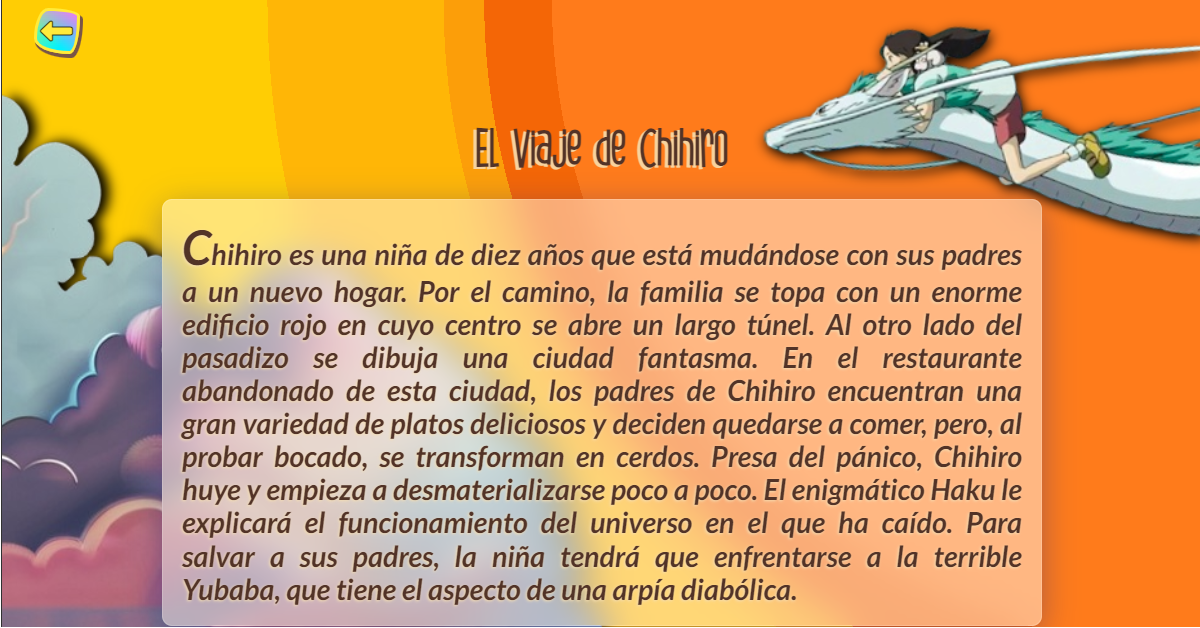 El Viaje de Chihiro
Chihiro es una niña de diez años que está mudándose con sus padres
a un nuevo hogar. Por el camino, la familia se topa con un enorme
edificio rojo en cuyo centro se abre un largo túnel. Al otro lado del
pasadizo se dibuja una ciudad fantasma. En el restaurante
abandonado de esta ciudad, los padres de Chihiro encuentran una
gran variedad de platos deliciosos y deciden quedarse a comer, pero, al
probar bocado, se transforman en cerdos. Presa del pánico, Chihiro
huye y empieza a desmaterializarse poco a poco. El enigmático Haku le
explicará el funcionamiento del universo en el que ha caído. Para
salvar a sus padres, la niña tendrá que enfrentarse a la terrible
Yubaba, que tiene el aspecto de una arpía diabólica.